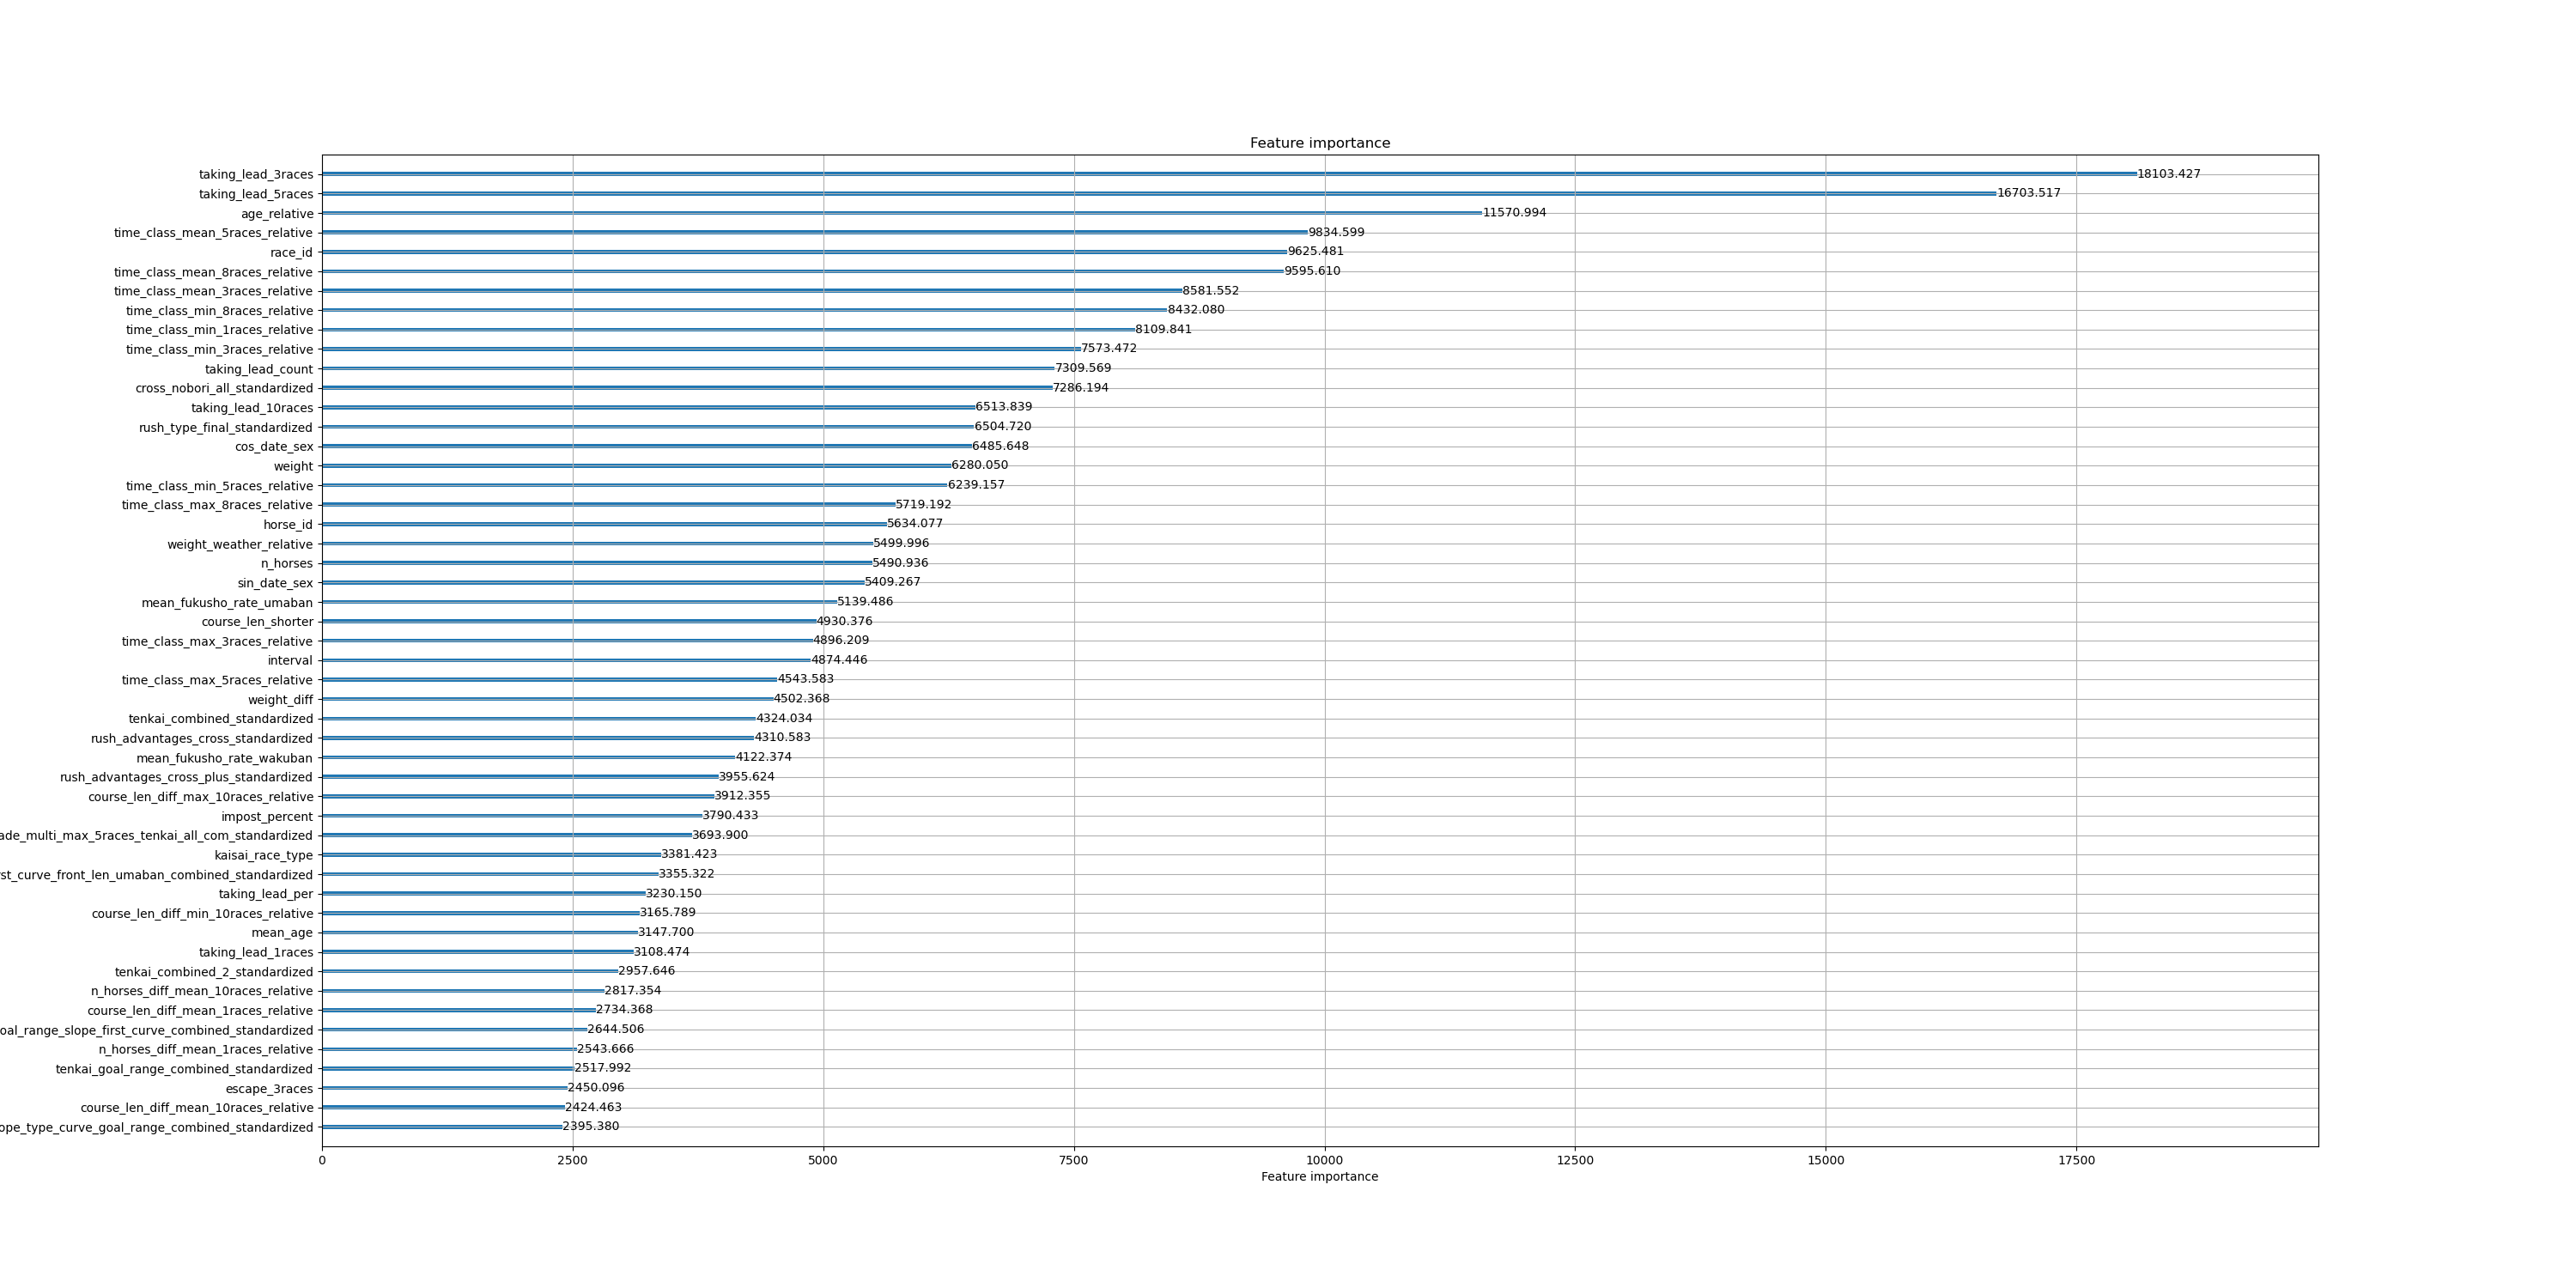 Feature importance
taking_lead_3races 18103.427
taking_lead_5races 16703.517
age_relative 11570.994
time_class_mean_5races_relative 9834.599
race_id 9625.481
time_class_mean_8races_relative 9595.610
time_class_mean_3races_relative 8581.552
time_class_min_8races_relative 8432.080
time_class_min_1races_relative 8109.841
time_class_min_3races_relative 7573.472
taking_lead_count 7309.569
cross_nobori_all_standardized 7286.194
taking_lead_10races 6513.839
rush_type_final_standardized 6504.720
cos_date_sex 6485.648
weight 6280.050
time_class_min_5races_relative 6239.157
time_class_max_8races_relative 5719.192
horse_id 5634.077
weight_weather_relative 5499.996
n_horses 5490.936
sin_date_sex 5409.267
mean_fukusho_rate_umaban 5139.486
course_len_shorter 4930.376
time_class_max_3races_relative 4896.209
interval 4874.446
time_class_max_5races_relative 4543.583
weight_diff 4502.368
tenkai_combined_standardized 4324.034
rush_advantages_cross_standardized 4310.583
mean_fukusho_rate_wakuban 4122.374
rush_advantages_cross_plus_standardized 3955.624
course_len_diff_max_10races_relative 3912.355
impost_percent 3790.433
ade_multi_max_5races_tenkai_all_com_standardized 3693.900
kaisai_race_type 3381.423
st_curve_front_len_umaban_combined_standardized 3355.322
taking_lead_per 3230.150
course_len_diff_min_10races_relative 3165.789
mean_age 3147.700
taking_lead_1races 3108.474
tenkai_combined_2_standardized 2957.646
n_horses_diff_mean_10races_relative 2817.354
course_len_diff_mean_1races_relative 2734.368
oal_range_slope_first_curve_combined_standardized 2644.506
n_horses_diff_mean_1races_relative 2543.666
tenkai_goal_range_combined_standardized 2517.992
escape_3races 2450.096
course_len_diff_mean_10races_relative 2424.463
ope_type_curve_goal_range_combined_standardized 2395.380
0 2500 5000 7500 10000 12500 15000 17500
Feature importance